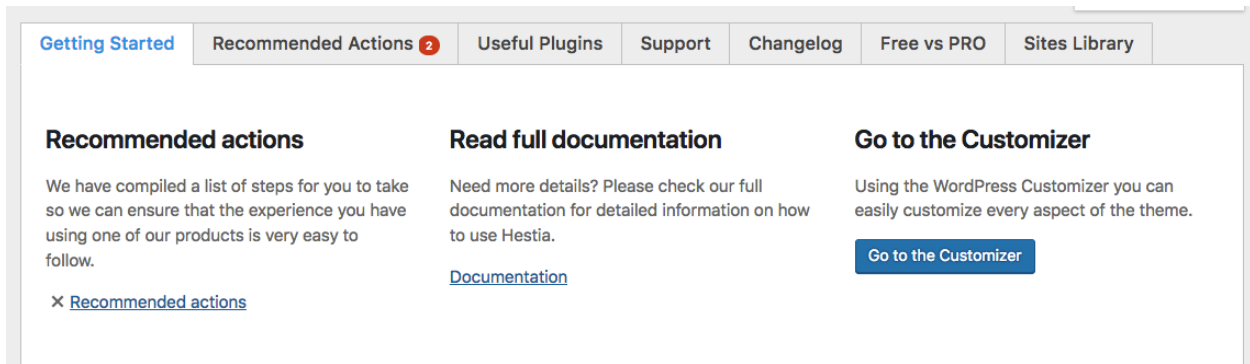 Getting Started Recommended Actions 2 Useful Plugins Support Changelog Free vs PRO Sites Library
Recommended actions
We have compiled a list of steps for you to take
so we can ensure that the experience you have
using one of our products is very easy to
follow.
Recommended actions
Read full documentation
Need more details? Please check our full
documentation for detailed information on how
to use Hestia.
Documentation
Go to the Customizer
Using the WordPress Customizer you can
easily customize every aspect of the theme.
Go to the Customizer